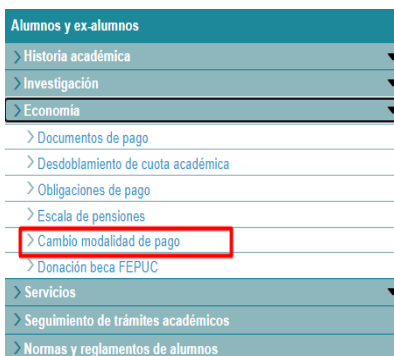 Alumnos y ex-alumnos
Historia académica
Investigación
Economía
Documentos de pago
Desdoblamiento de cuota académica
Obligaciones de pago
Escala de pensiones
Cambio modalidad de pago
Donación beca FEPUC
Servicios
Seguimiento de trámites académicos
Normas y reglamentos de alumnos